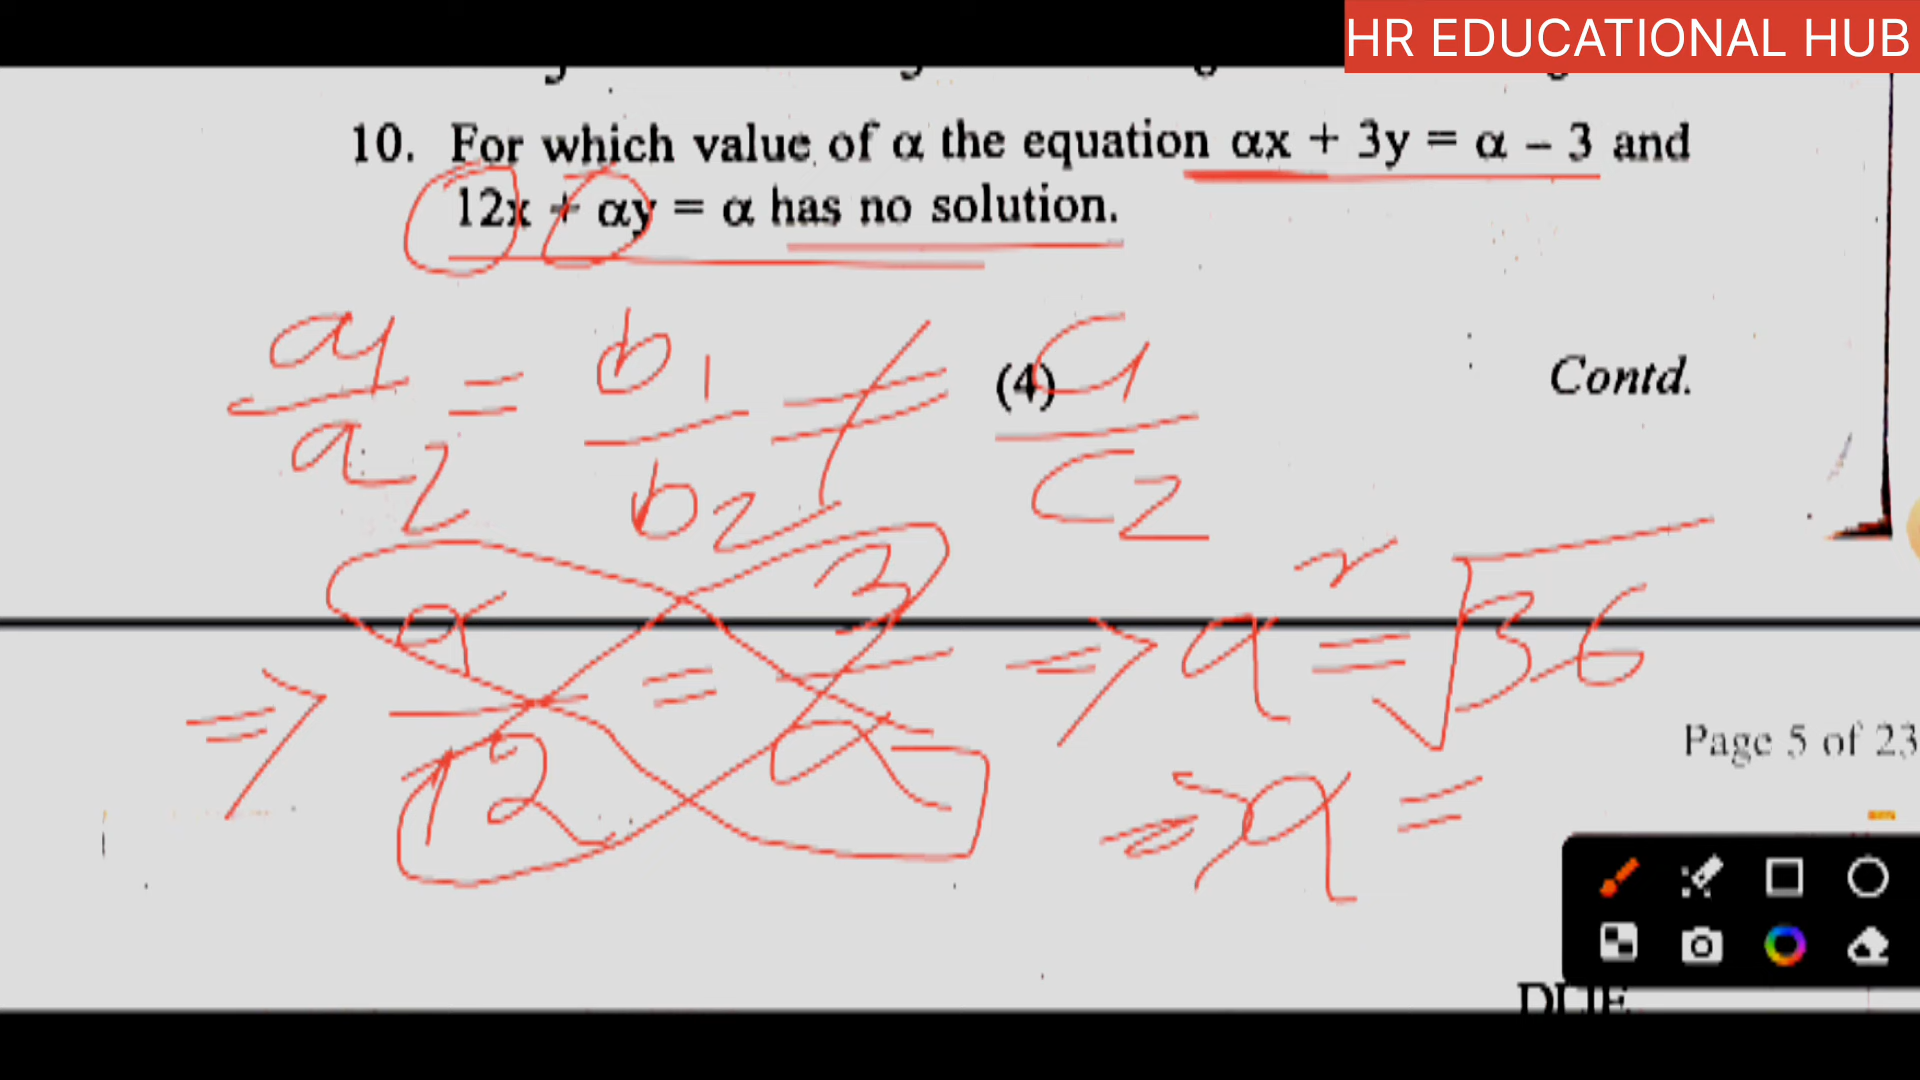 HR EDUCATIONAL HUB
10. For which value of α the equation αx + 3y = α – 3 and
12x + αy = α has no solution.
a1/a2 = b1/b2 ≠ c1/c2
(4)
Contd.
⇒ α/12 = 3/α ⇒ α² = √36
⇒ α =
Page 5 of 23